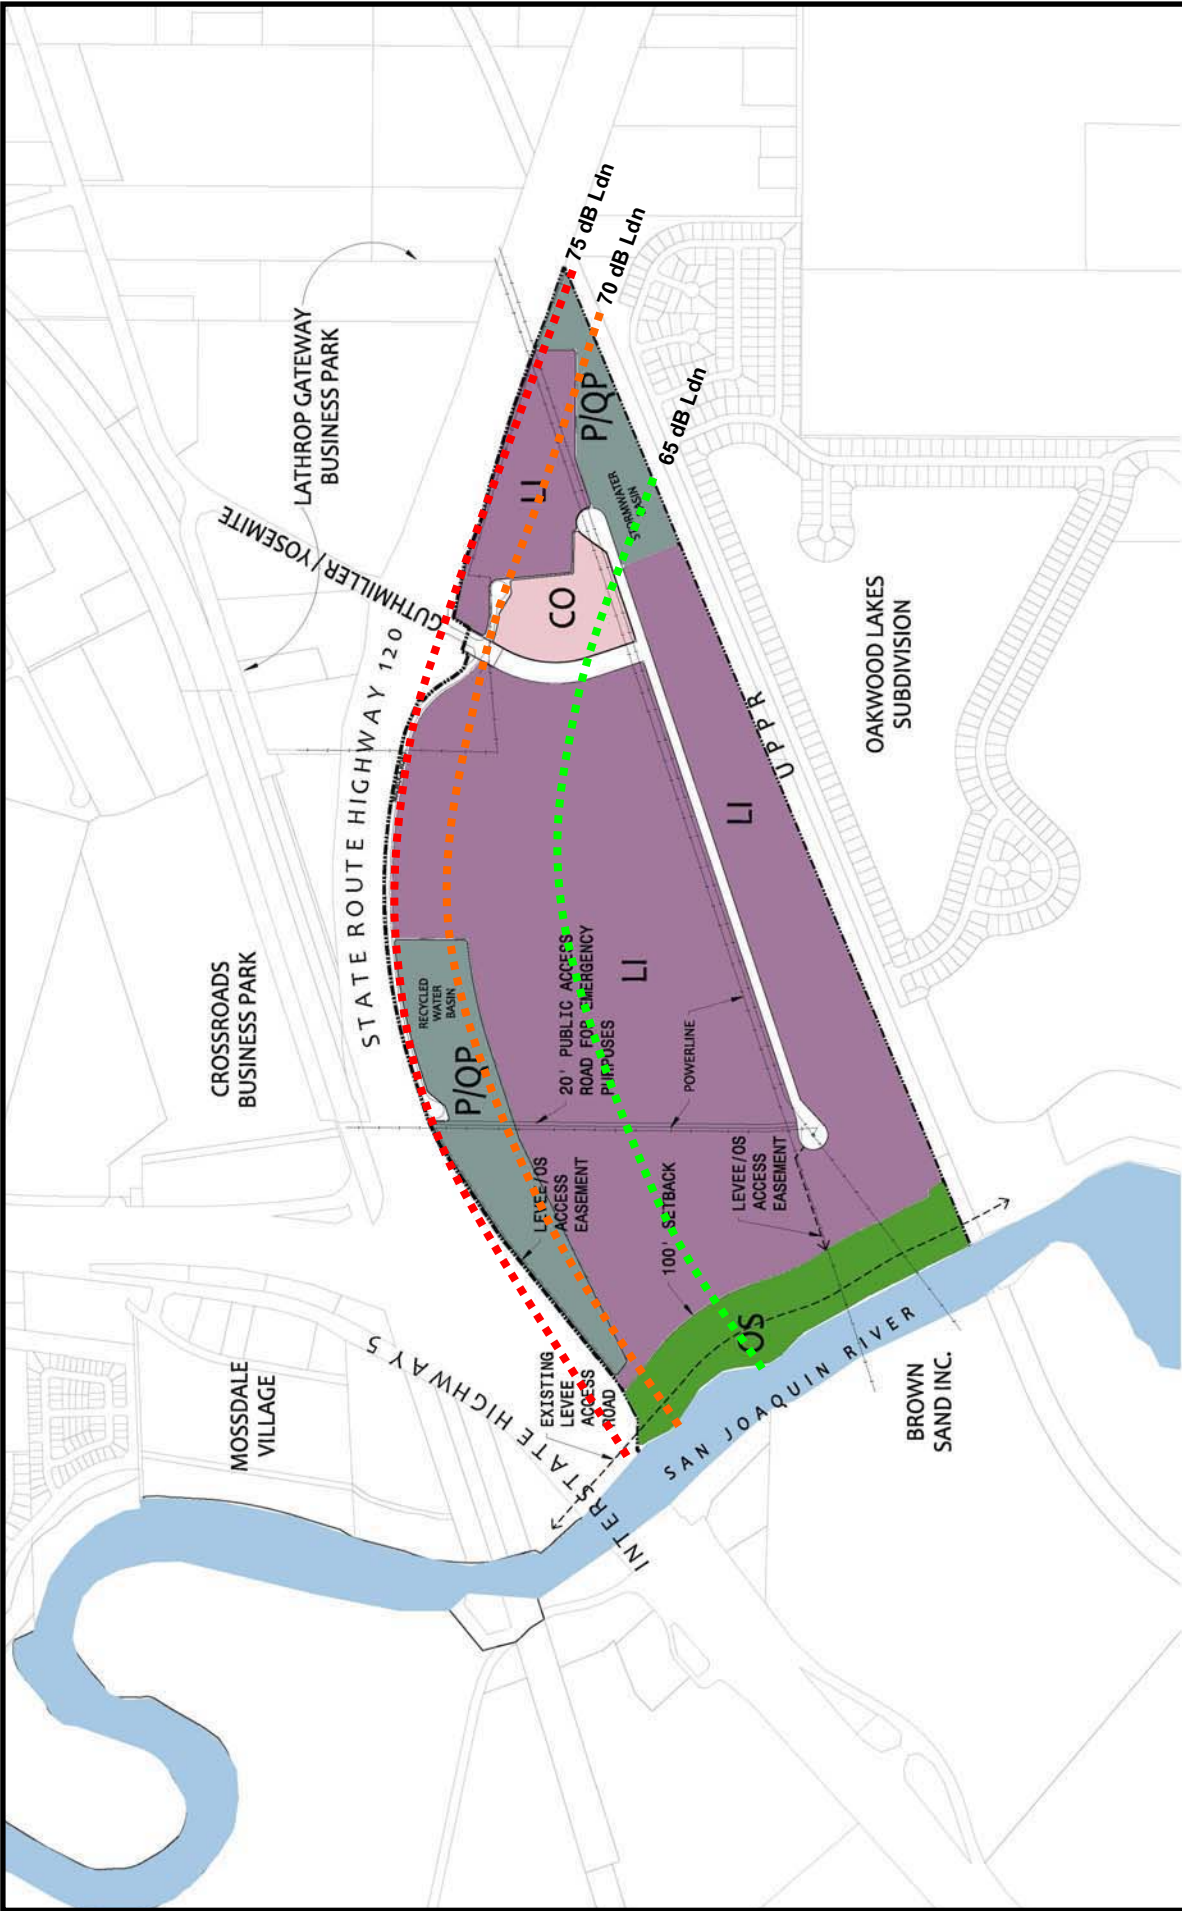 LATHROP GATEWAY
BUSINESS PARK
GUTHMILLER / YOSEMITE
STATE ROUTE HIGHWAY 120
CROSSROADS
BUSINESS PARK
MOSSDALE
VILLAGE
INTERSTATE HIGHWAY 5
75 dB Ldn
70 dB Ldn
65 dB Ldn
LI
P/QP
STORMWATER
BASIN
CO
RECYCLED
WATER
BASIN
P/QP
20' PUBLIC ACCESS
ROAD FOR EMERGENCY
PURPOSES
LI
LI
UPPR
POWERLINE
LEVEE/OS
ACCESS
EASEMENT
100' SETBACK
LEVEE/OS
ACCESS
EASEMENT
EXISTING
LEVEE
ACCESS
ROAD
OS
SAN JOAQUIN RIVER
OAKWOOD LAKES
SUBDIVISION
BROWN
SAND INC.